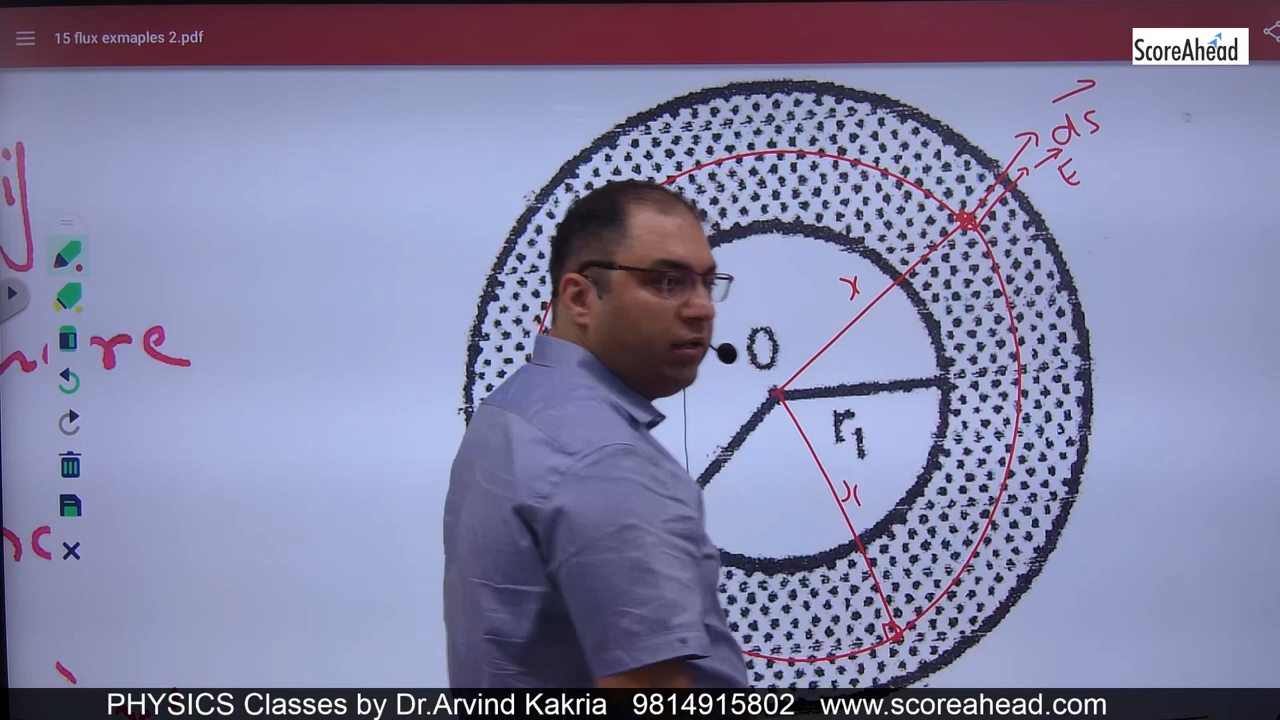 15 flux exmaples 2.pdf
ScoreAhead
ds
E
x
O
r1
x
re
PHYSICS Classes by Dr.Arvind Kakria 9814915802 www.scoreahead.com